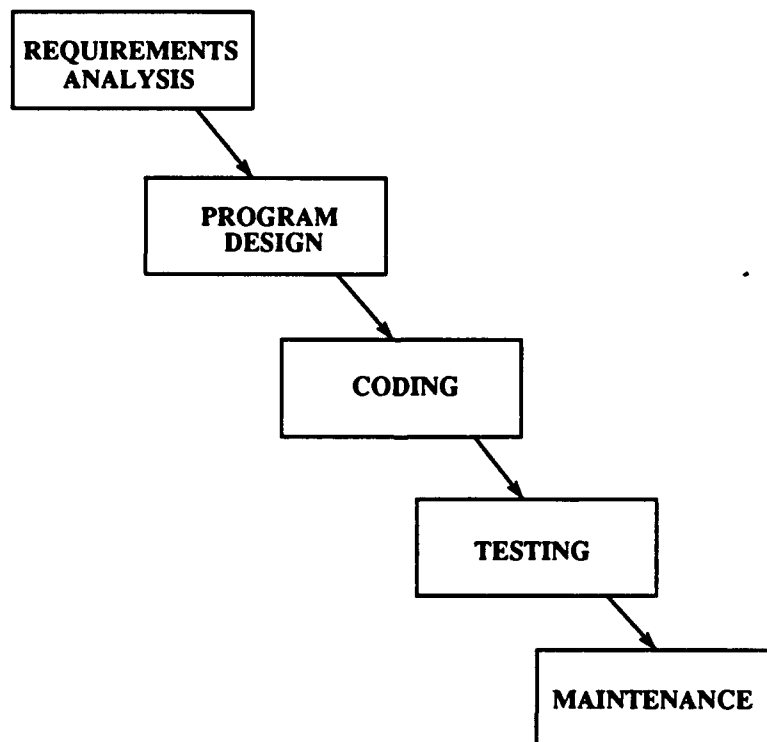 REQUIREMENTS
ANALYSIS
PROGRAM
DESIGN
CODING
TESTING
MAINTENANCE